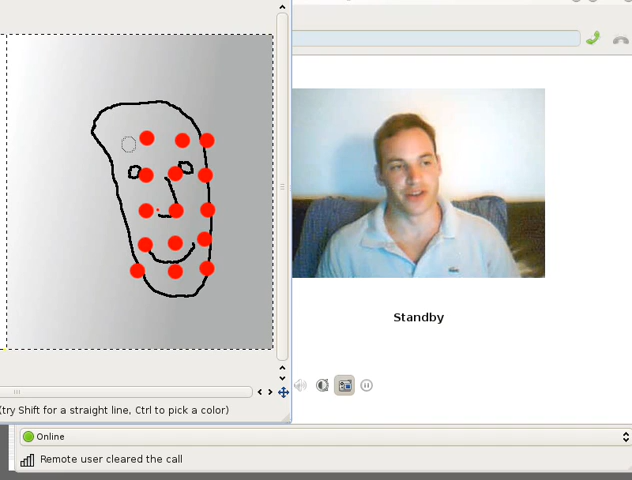 Standby
(try Shift for a straight line, Ctrl to pick a color)
Online
Remote user cleared the call